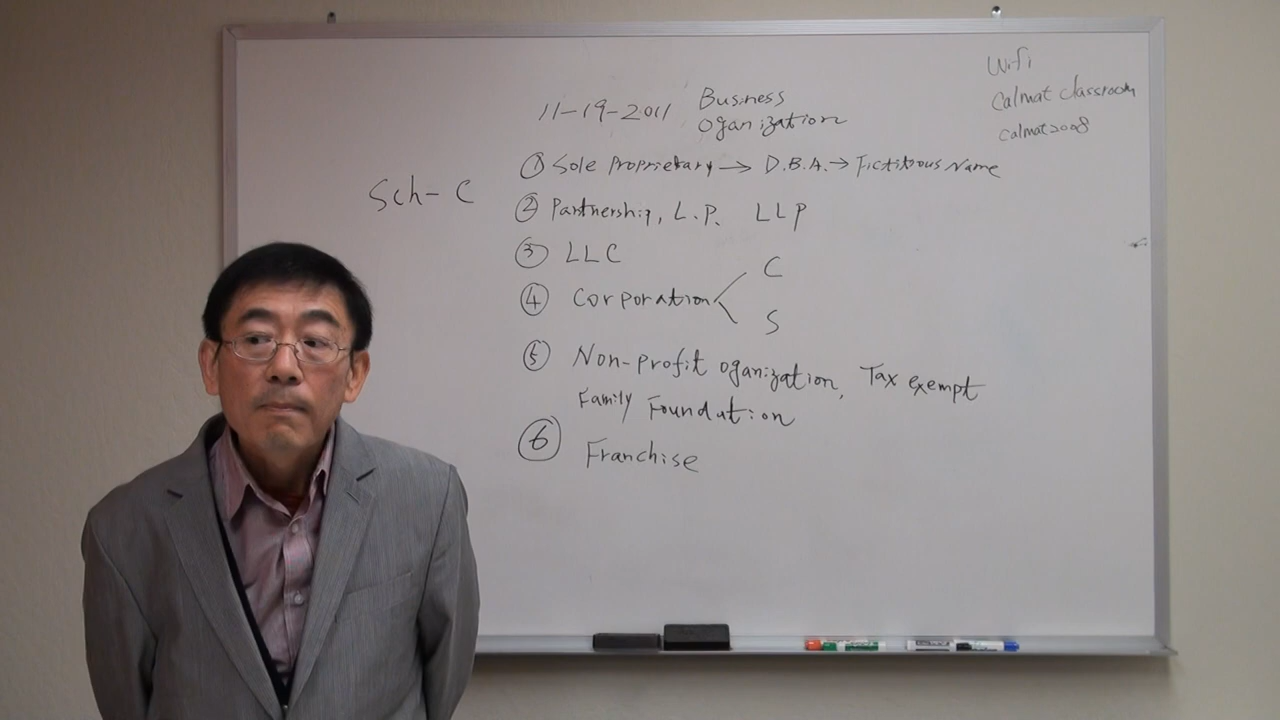 11-19-2011 Business
Oganization
Wifi
Calmat Classroom
calmat2008
Sch-C
① Sole Proprietary → D.B.A. → Fictitious Name
② Partnership, L.P. LLP
③ LLC
④ Corporation
C
S
⑤ Non-profit oganization, Tax exempt
Family Foundation
⑥ Franchise